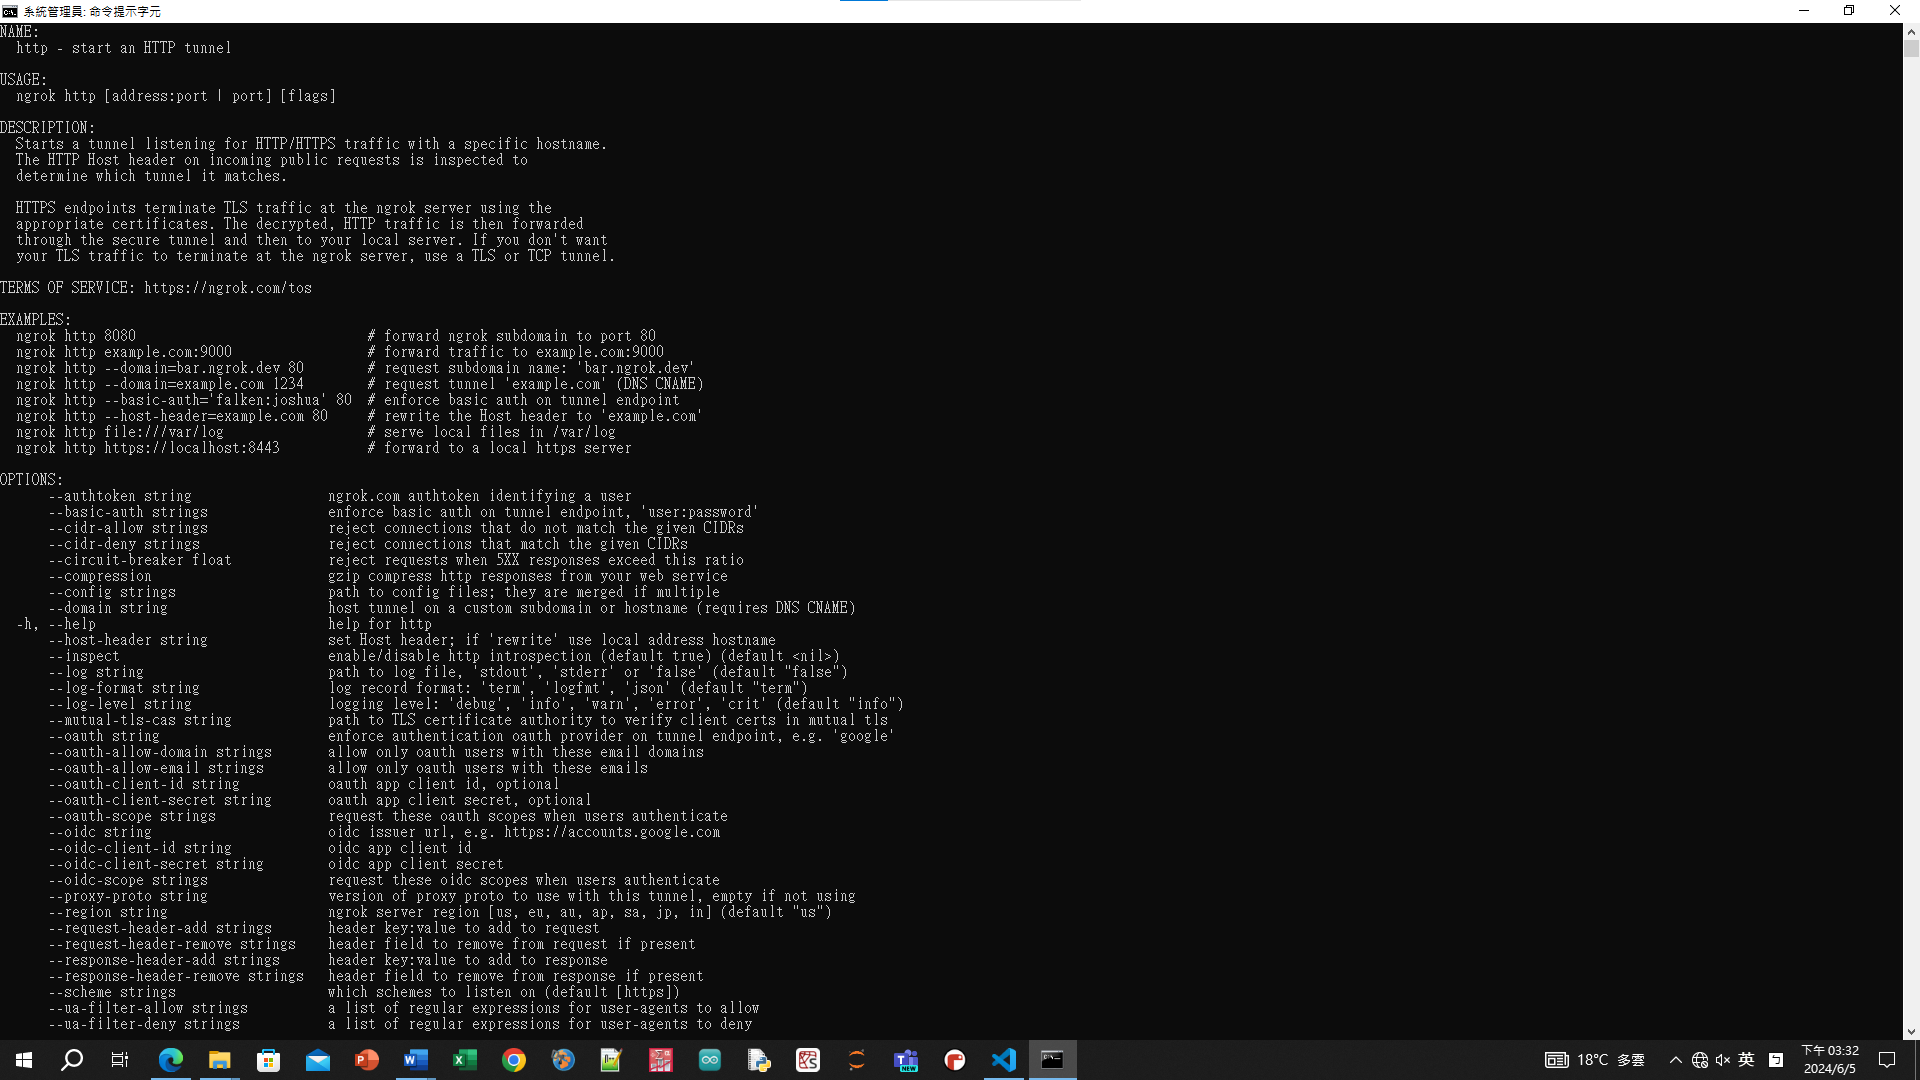 系統管理員: 命令提示字元
NAME:
http - start an HTTP tunnel
USAGE:
ngrok http [address:port | port] [flags]
DESCRIPTION:
Starts a tunnel listening for HTTP/HTTPS traffic with a specific hostname.
The HTTP Host header on incoming public requests is inspected to
determine which tunnel it matches.
HTTPS endpoints terminate TLS traffic at the ngrok server using the
appropriate certificates. The decrypted, HTTP traffic is then forwarded
through the secure tunnel and then to your local server. If you don't want
your TLS traffic to terminate at the ngrok server, use a TLS or TCP tunnel.
TERMS OF SERVICE: https://ngrok.com/tos
EXAMPLES:
ngrok http 8080 # forward ngrok subdomain to port 80
ngrok http example.com:9000 # forward traffic to example.com:9000
ngrok http --domain=bar.ngrok.dev 80 # request subdomain name: 'bar.ngrok.dev'
ngrok http --domain=example.com 1234 # request tunnel 'example.com' (DNS CNAME)
ngrok http --basic-auth='falken:joshua' 80 # enforce basic auth on tunnel endpoint
ngrok http --host-header=example.com 80 # rewrite the Host header to 'example.com'
ngrok http file:///var/log # serve local files in /var/log
ngrok http https://localhost:8443 # forward to a local https server
OPTIONS:
--authtoken string ngrok.com authtoken identifying a user
--basic-auth strings enforce basic auth on tunnel endpoint, 'user:password'
--cidr-allow strings reject connections that do not match the given CIDRs
--cidr-deny strings reject connections that match the given CIDRs
--circuit-breaker float reject requests when 5XX responses exceed this ratio
--compression gzip compress http responses from your web service
--config strings path to config files; they are merged if multiple
--domain string host tunnel on a custom subdomain or hostname (requires DNS CNAME)
-h, --help help for http
--host-header string set Host header; if 'rewrite' use local address hostname
--inspect enable/disable http introspection (default true) (default <nil>)
--log string path to log file, 'stdout', 'stderr' or 'false' (default "false")
--log-format string log record format: 'term', 'logfmt', 'json' (default "term")
--log-level string logging level: 'debug', 'info', 'warn', 'error', 'crit' (default "info")
--mutual-tls-cas string path to TLS certificate authority to verify client certs in mutual tls
--oauth string enforce authentication oauth provider on tunnel endpoint, e.g. 'google'
--oauth-allow-domain strings allow only oauth users with these email domains
--oauth-allow-email strings allow only oauth users with these emails
--oauth-client-id string oauth app client id, optional
--oauth-client-secret string oauth app client secret, optional
--oauth-scope strings request these oauth scopes when users authenticate
--oidc string oidc issuer url, e.g. https://accounts.google.com
--oidc-client-id string oidc app client id
--oidc-client-secret string oidc app client secret
--oidc-scope strings request these oidc scopes when users authenticate
--proxy-proto string version of proxy proto to use with this tunnel, empty if not using
--region string ngrok server region [us, eu, au, ap, sa, jp, in] (default "us")
--request-header-add strings header key:value to add to request
--request-header-remove strings header field to remove from request if present
--response-header-add strings header key:value to add to response
--response-header-remove strings header field to remove from response if present
--scheme strings which schemes to listen on (default [https])
--ua-filter-allow strings a list of regular expressions for user-agents to allow
--ua-filter-deny strings a list of regular expressions for user-agents to deny
18°C 多雲 英 下午 03:32
2024/6/5